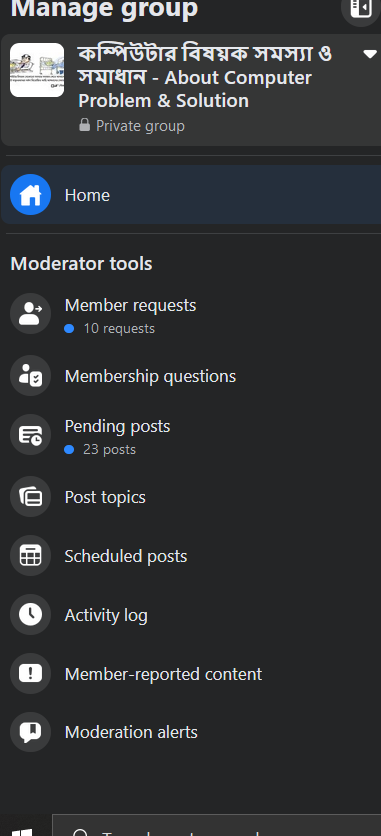 Manage group
কম্পিউটার বিষয়ক সমস্যা ও
সমাধান - About Computer
Problem & Solution
Private group
Home
Moderator tools
Member requests
10 requests
Membership questions
Pending posts
23 posts
Post topics
Scheduled posts
Activity log
Member-reported content
Moderation alerts